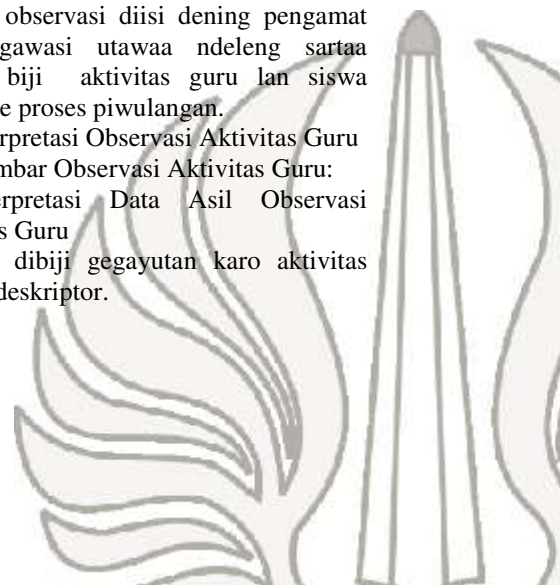 observasi diisi dening pengamat
gawasi utawaa ndeleng sartaa
biji aktivitas guru lan siswa
e proses piwulangan.
rpretasi Observasi Aktivitas Guru
mbar Observasi Aktivitas Guru:
erpretasi Data Asil Observasi
s Guru
dibiji gegayutan karo aktivitas
deskriptor.